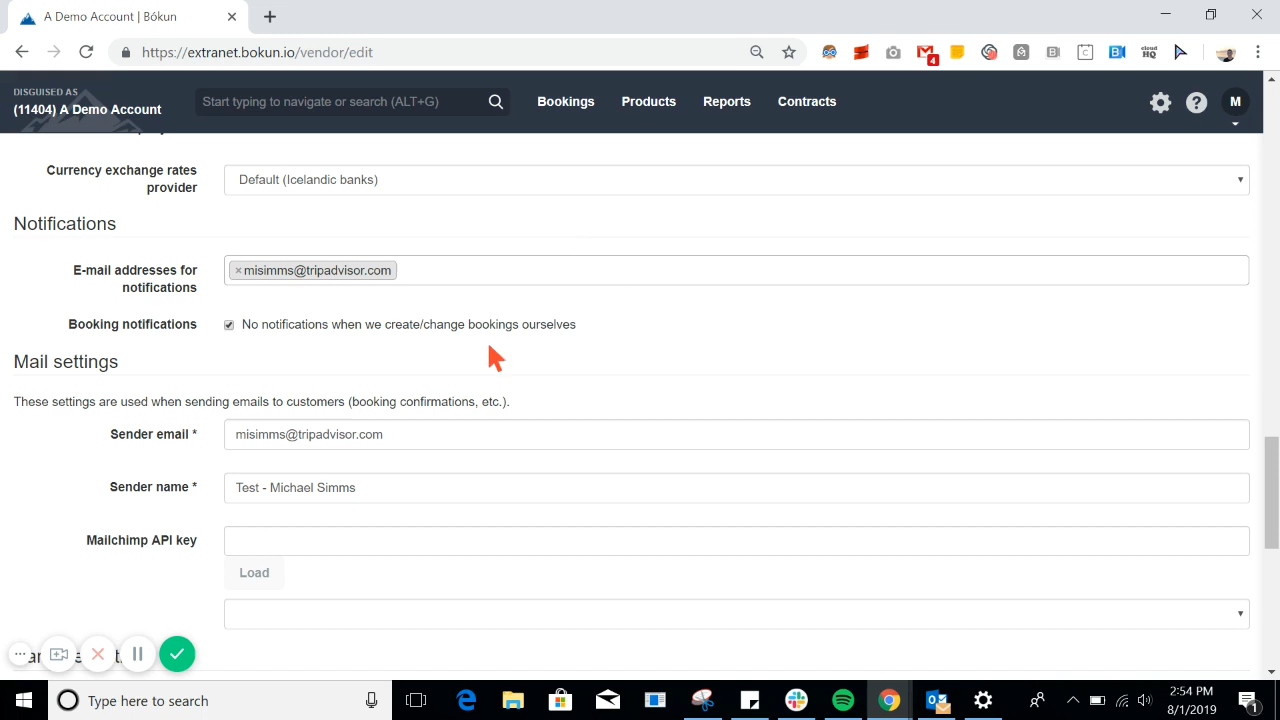 A Demo Account | Bókun
https://extranet.bokun.io/vendor/edit
4
cloud
HQ
DISGUISED AS
(11404) A Demo Account
Start typing to navigate or search (ALT+G)
Bookings
Products
Reports
Contracts
M
Currency exchange rates
provider
Default (Icelandic banks)
Notifications
E-mail addresses for
notifications
×misimms@tripadvisor.com
Booking notifications
No notifications when we create/change bookings ourselves
Mail settings
These settings are used when sending emails to customers (booking confirmations, etc.).
Sender email *
misimms@tripadvisor.com
Sender name *
Test - Michael Simms
Mailchimp API key
Load
Type here to search
2:54 PM
8/1/2019
1